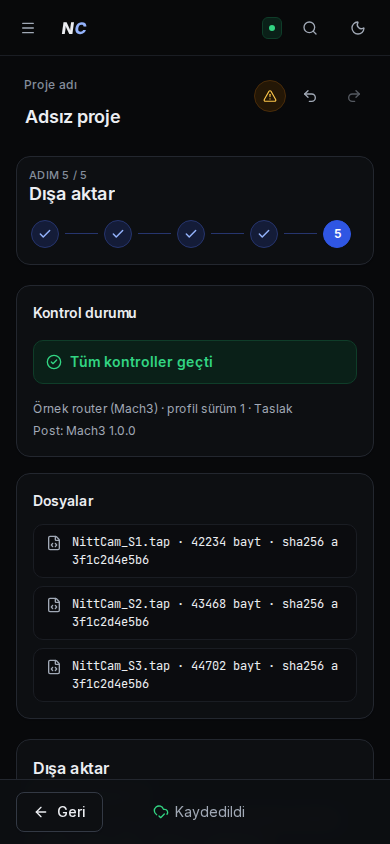 NC
Proje adı
Adsız proje
ADIM 5 / 5
Dışa aktar
5
Kontrol durumu
Tüm kontroller geçti
Örnek router (Mach3) · profil sürüm 1 · Taslak
Post: Mach3 1.0.0
Dosyalar
NittCam_S1.tap · 42234 bayt · sha256 a
3f1c2d4e5b6
NittCam_S2.tap · 43468 bayt · sha256 a
3f1c2d4e5b6
NittCam_S3.tap · 44702 bayt · sha256 a
3f1c2d4e5b6
Dışa aktar
Geri
Kaydedildi